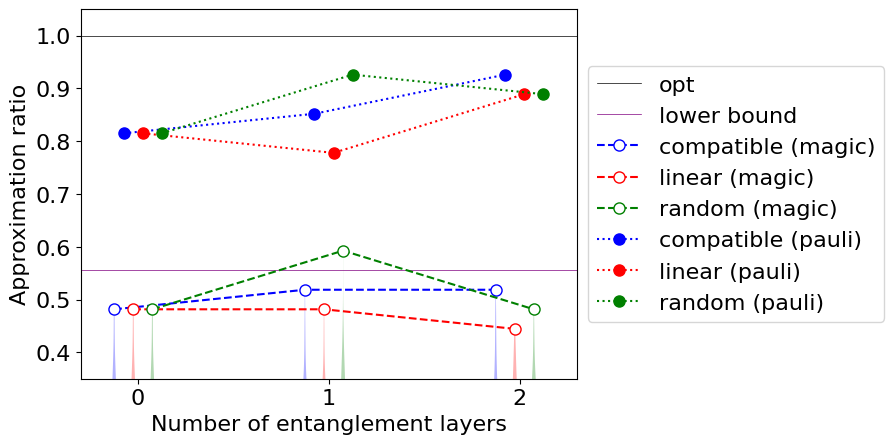 1.0
0.9
0.8
0.7
0.6
0.5
0.4
Approximation ratio
0
1
2
Number of entanglement layers
opt
lower bound
compatible (magic)
linear (magic)
random (magic)
compatible (pauli)
linear (pauli)
random (pauli)